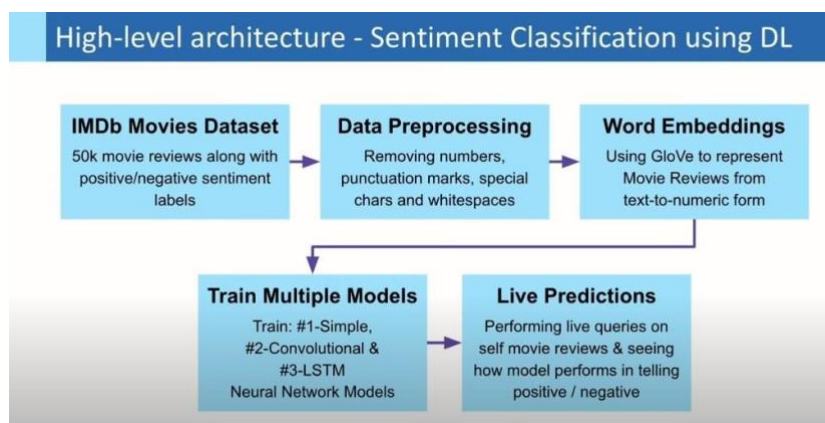 High-level architecture - Sentiment Classification using DL
IMDb Movies Dataset
50k movie reviews along with
positive/negative sentiment
labels
Data Preprocessing
Removing numbers,
punctuation marks, special
chars and whitespaces
Word Embeddings
Using GloVe to represent
Movie Reviews from
text-to-numeric form
Train Multiple Models
Train: #1-Simple,
#2-Convolutional &
#3-LSTM
Neural Network Models
Live Predictions
Performing live queries on
self movie reviews & seeing
how model performs in telling
positive / negative